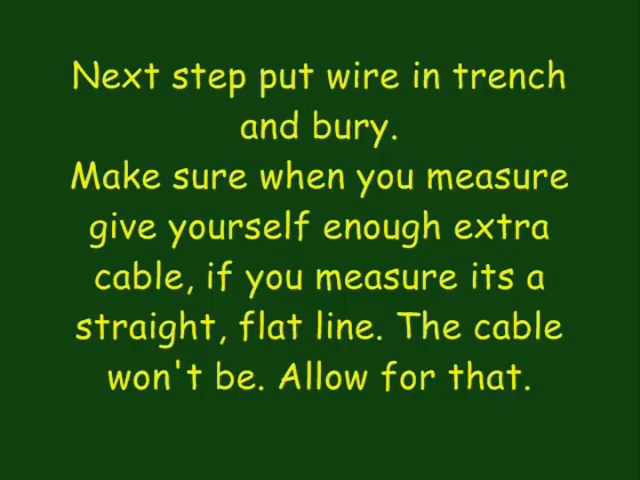 Next step put wire in trench
and bury.
Make sure when you measure
give yourself enough extra
cable, if you measure its a
straight, flat line. The cable
won't be. Allow for that.